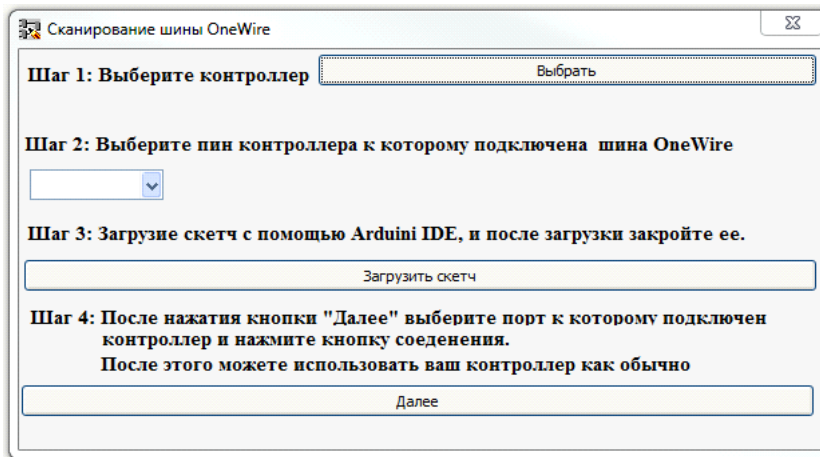 Сканирование шины OneWire
Шаг 1: Выберите контроллер Выбрать
Шаг 2: Выберите пин контроллера к которому подключена шина OneWire
Шаг 3: Загрузие скетч с помощью Arduini IDE, и после загрузки закройте ее.
Загрузить скетч
Шаг 4: После нажатия кнопки "Далее" выберите порт к которому подключен
контроллер и нажмите кнопку соеденения.
После этого можете использовать ваш контроллер как обычно
Далее